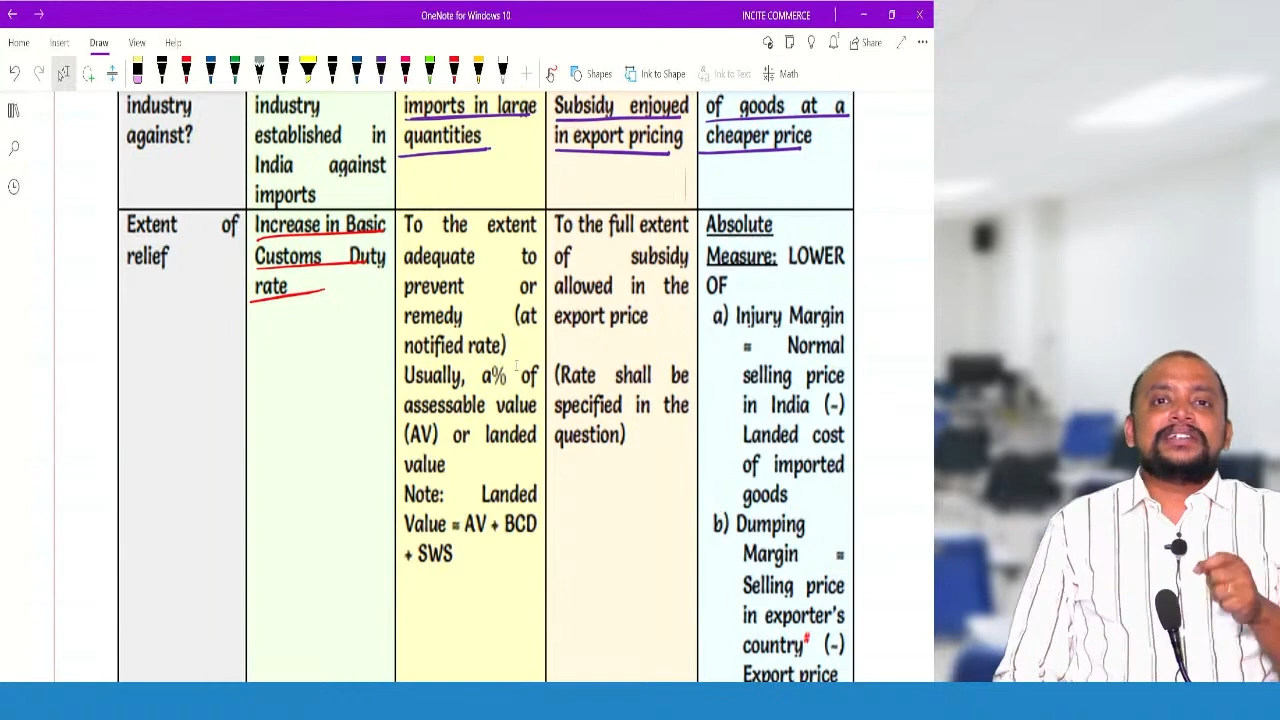 OneNote for Windows 10
INCITE COMMERCE
Home Insert Draw View Help
Share
Shapes
Ink to Shape
Ink to Text
Math
industry
against?
industry
established in
India against
imports
imports in large
quantities
Subsidy enjoyed
in export pricing
of goods at a
cheaper price
Extent of
relief
Increase in Basic
Customs Duty
rate
To the extent
adequate to
prevent or
remedy (at
notified rate)
Usually, a% of
assessable value
(AV) or landed
value
Note: Landed
Value = AV + BCD
+ SWS
To the full extent
of subsidy
allowed in the
export price
(Rate shall be
specified in the
question)
Absolute
Measure: LOWER
OF
a) Injury Margin
= Normal
selling price
in India (-)
Landed cost
of imported
goods
b) Dumping
Margin =
Selling price
in exporter's
country# (-)
Export price